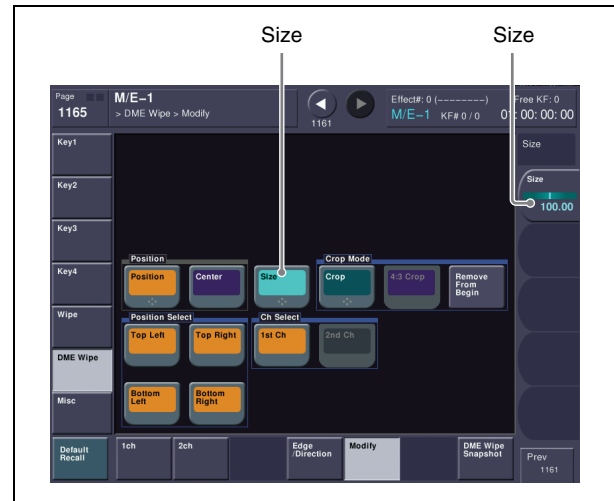 Size Size
Page M/E−1 Effect#: 0 (−−−−−−−−) Free KF: 0
1165 > DME Wipe > Modify 1161 M/E−1 KF# 0 / 0 01: 00: 00: 00
Key1 Size
Key2 Size
100.00
Key3
Position Crop Mode
Key4 Position Center Size Crop 4:3 Crop Remove From Begin
Position Select Ch Select
Wipe Top Left Top Right 1st Ch 2nd Ch
DME Wipe
Misc Bottom Left Bottom Right
Default Recall 1ch 2ch Edge /Direction Modify DME Wipe Snapshot Prev
1161